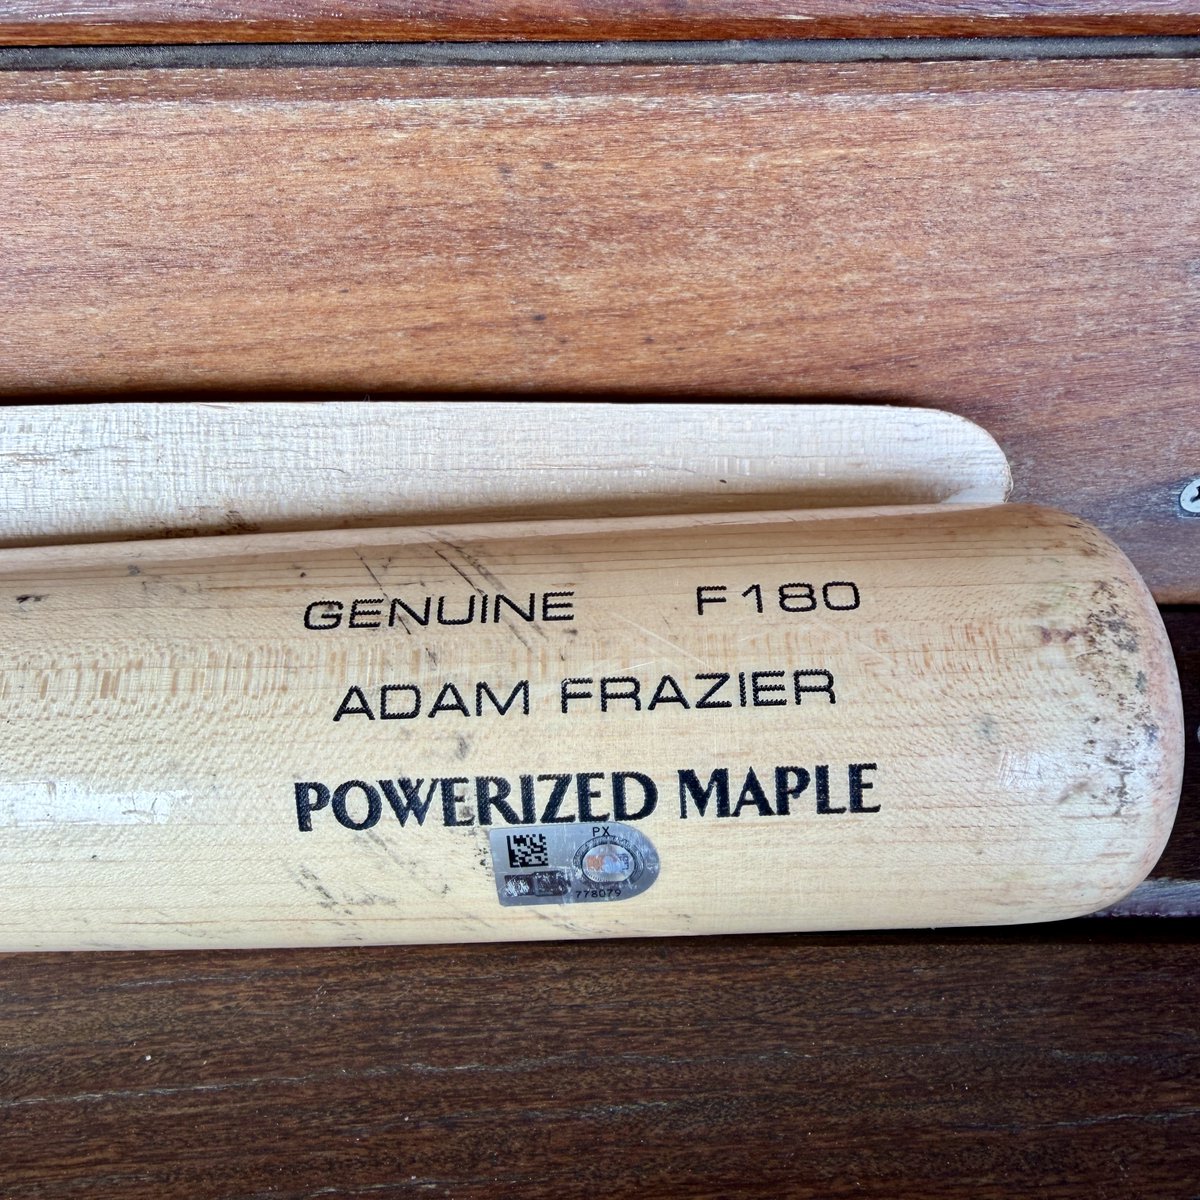 GENUINE F180
ADAM FRAZIER
POWERIZED MAPLE
PX
778079